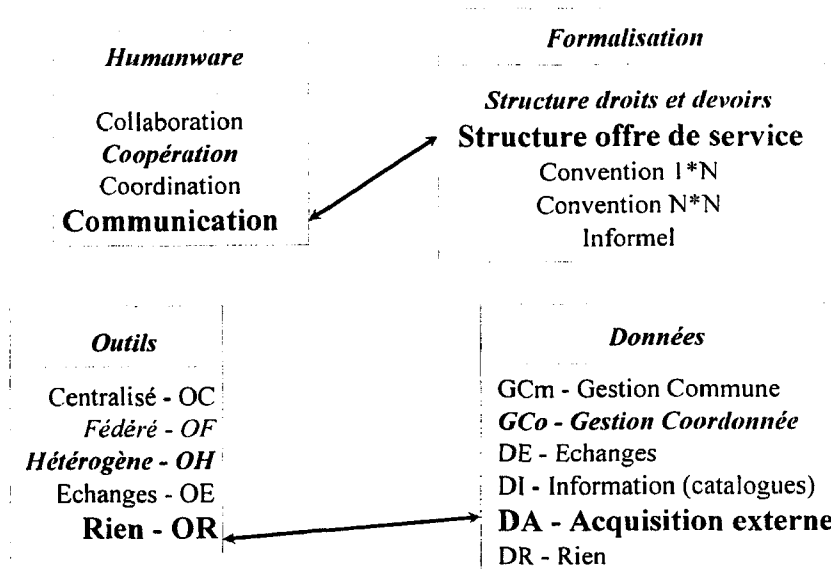 Humanware
Collaboration
Coopération
Coordination
Communication
Formalisation
Structure droits et devoirs
Structure offre de service
Convention 1*N
Convention N*N
Informel
Outils
Centralisé - OC
Fédéré - OF
Hétérogène - OH
Echanges - OE
Rien - OR
Données
GCm - Gestion Commune
GCo - Gestion Coordonnée
DE - Echanges
DI - Information (catalogues)
DA - Acquisition externe
DR - Rien